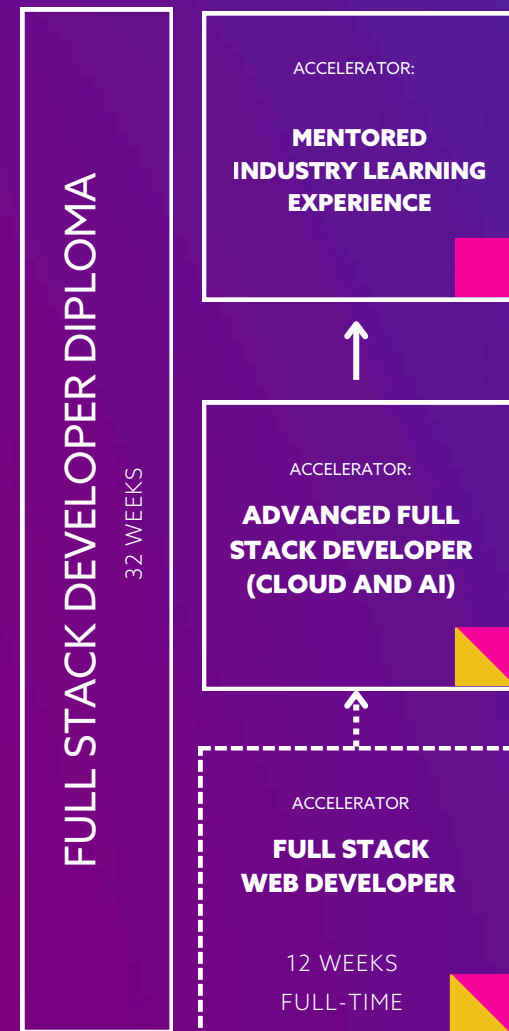 FULL STACK DEVELOPER DIPLOMA
32 WEEKS
ACCELERATOR:
MENTORED
INDUSTRY LEARNING
EXPERIENCE
ACCELERATOR:
ADVANCED FULL
STACK DEVELOPER
(CLOUD AND AI)
ACCELERATOR
FULL STACK
WEB DEVELOPER
12 WEEKS
FULL-TIME